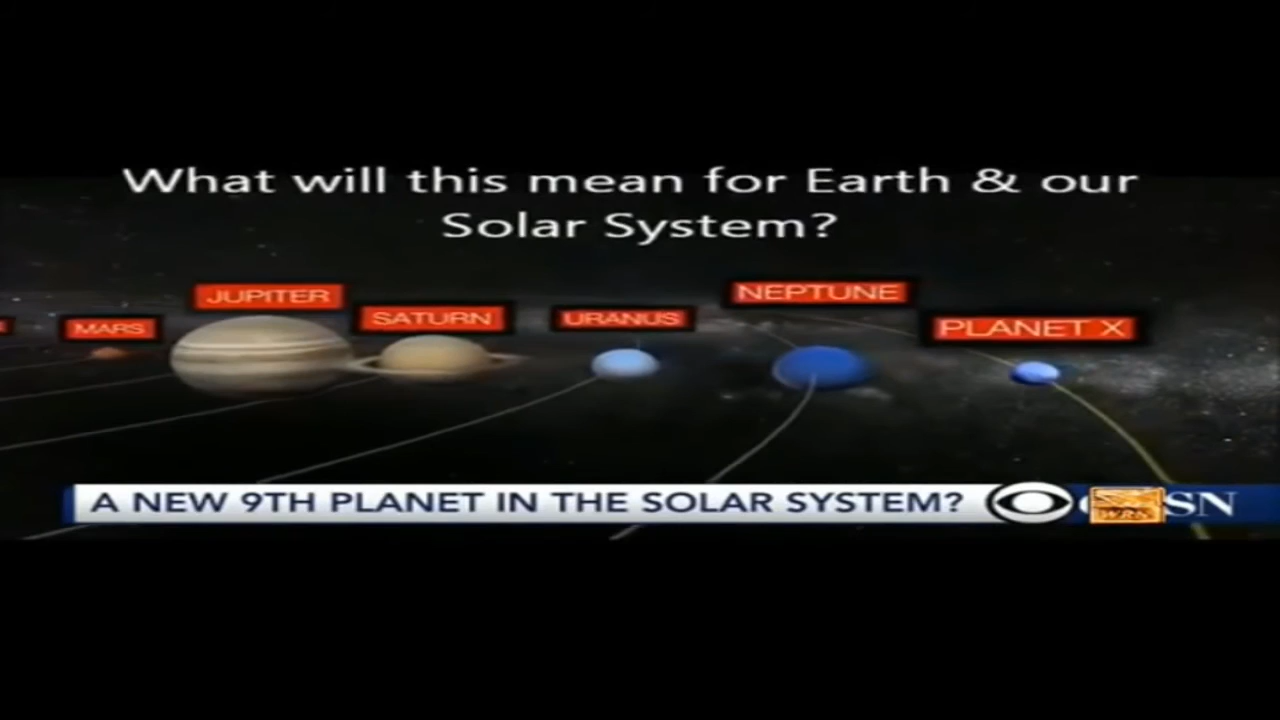 What will this mean for Earth & our
Solar System?
JUPITER
MARS
SATURN
URANUS
NEPTUNE
PLANET X
A NEW 9TH PLANET IN THE SOLAR SYSTEM?
SN